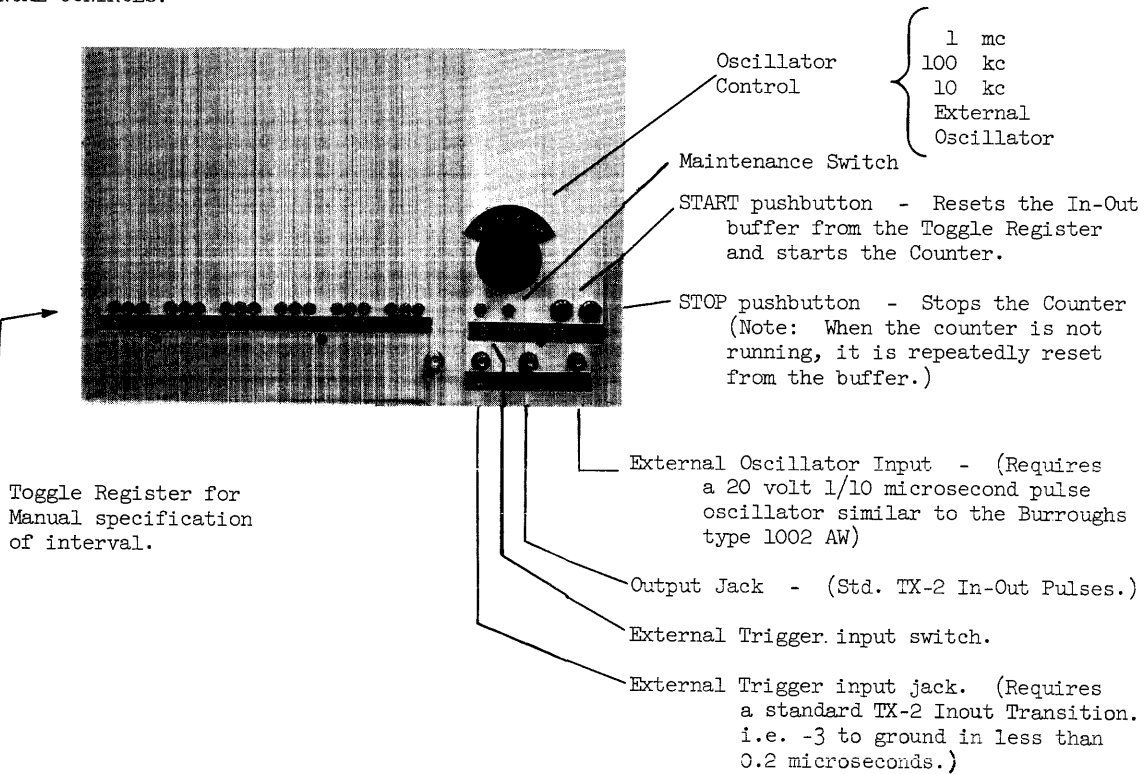 CONTROLS.
Oscillator
Control
1 mc
100 kc
10 kc
External
Oscillator
Maintenance Switch
START pushbutton - Resets the In-Out
buffer from the Toggle Register
and starts the Counter.
STOP pushbutton - Stops the Counter
(Note: When the counter is not
running, it is repeatedly reset
from the buffer.)
Toggle Register for
Manual specification
of interval.
External Oscillator Input - (Requires
a 20 volt 1/10 microsecond pulse
oscillator similar to the Burroughs
type 1002 AW)
Output Jack - (Std. TX-2 In-Out Pulses.)
External Trigger input switch.
External Trigger input jack. (Requires
a standard TX-2 Inout Transition.
i.e. -3 to ground in less than
0.2 microseconds.)